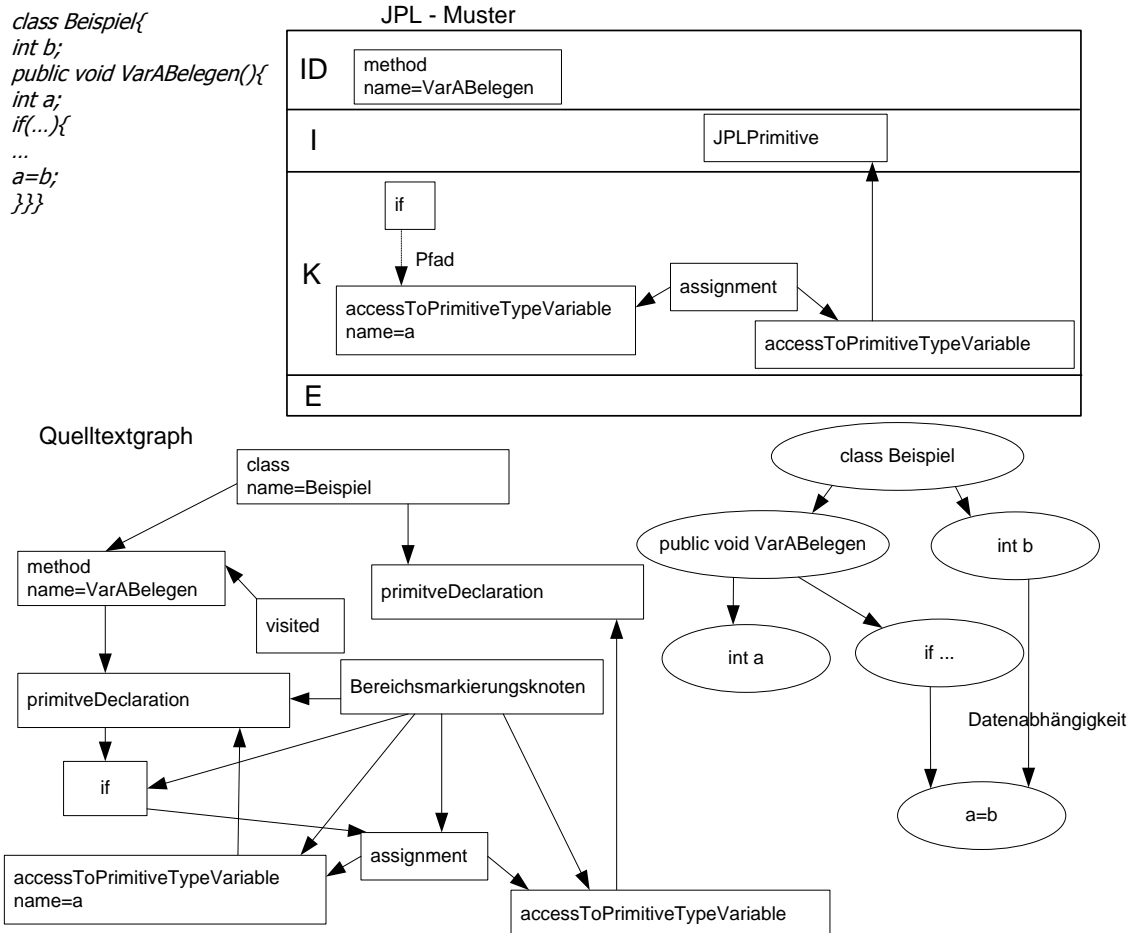 class Beispiel{
int b;
public void VarABelegen(){
int a;
if(...){
...
a=b;
}}}
JPL - Muster
ID
method
name=VarABelegen
I
JPLPrimitive
K
if
Pfad
accessToPrimitiveTypeVariable
name=a
assignment
accessToPrimitiveTypeVariable
E
Quelltextgraph
class
name=Beispiel
method
name=VarABelegen
visited
primitveDeclaration
primitveDeclaration
Bereichsmarkierungsknoten
if
accessToPrimitiveTypeVariable
name=a
assignment
accessToPrimitiveTypeVariable
class Beispiel
public void VarABelegen
int b
int a
if ...
Datenabhängigkeit
a=b